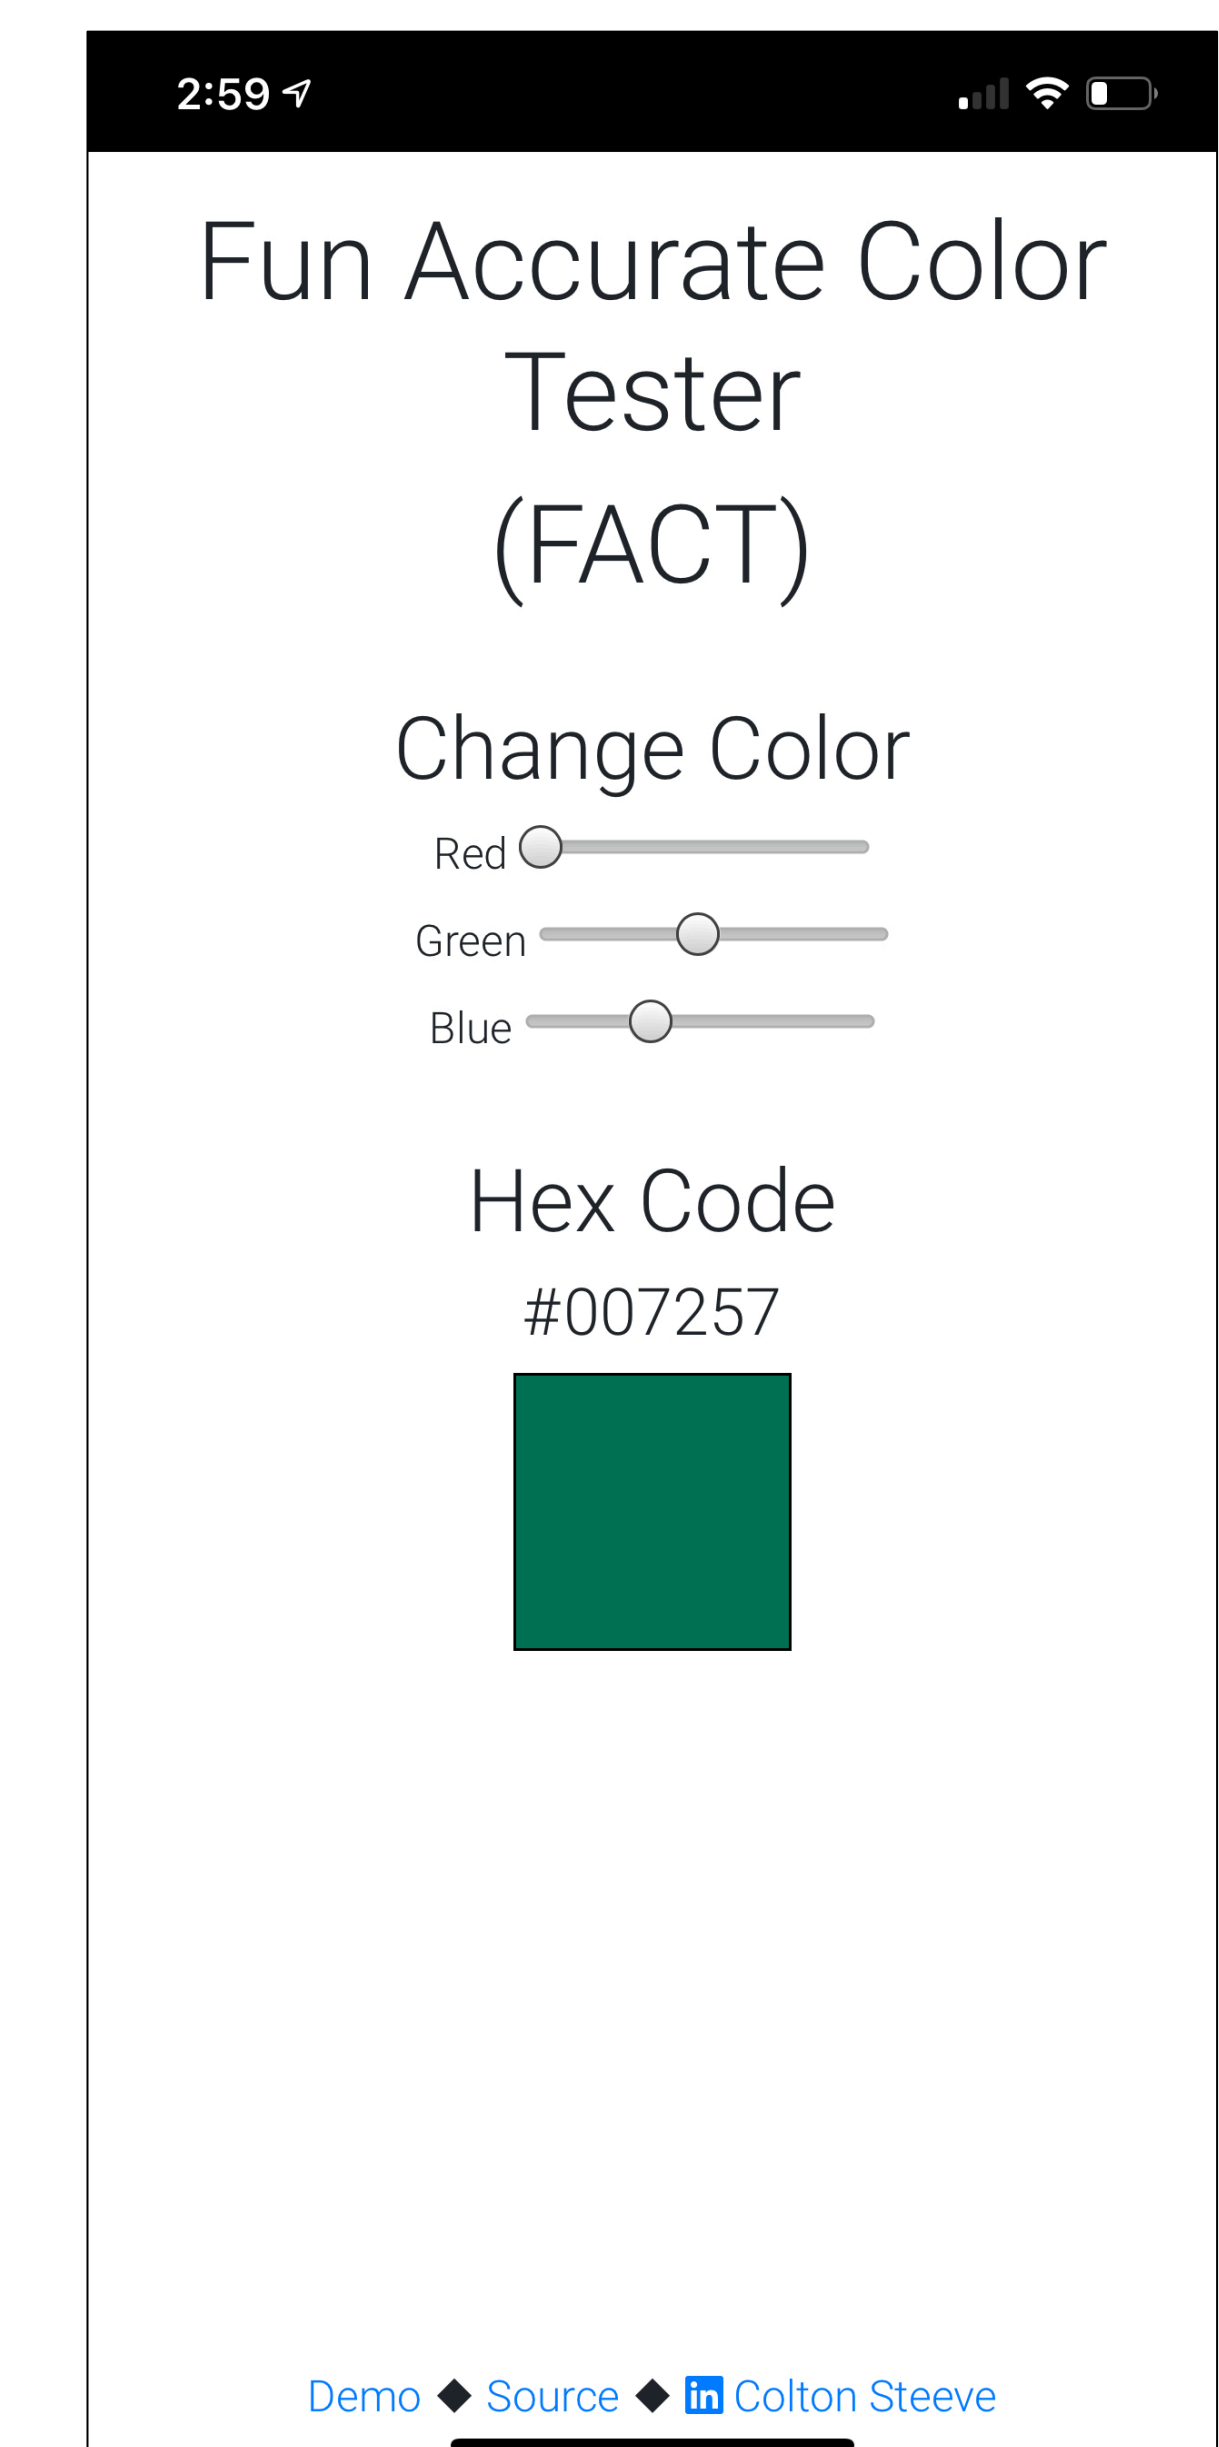 2:59
Fun Accurate Color
Tester
(FACT)
Change Color
Red
Green
Blue
Hex Code
#007257
Demo ◆ Source ◆ in Colton Steeve